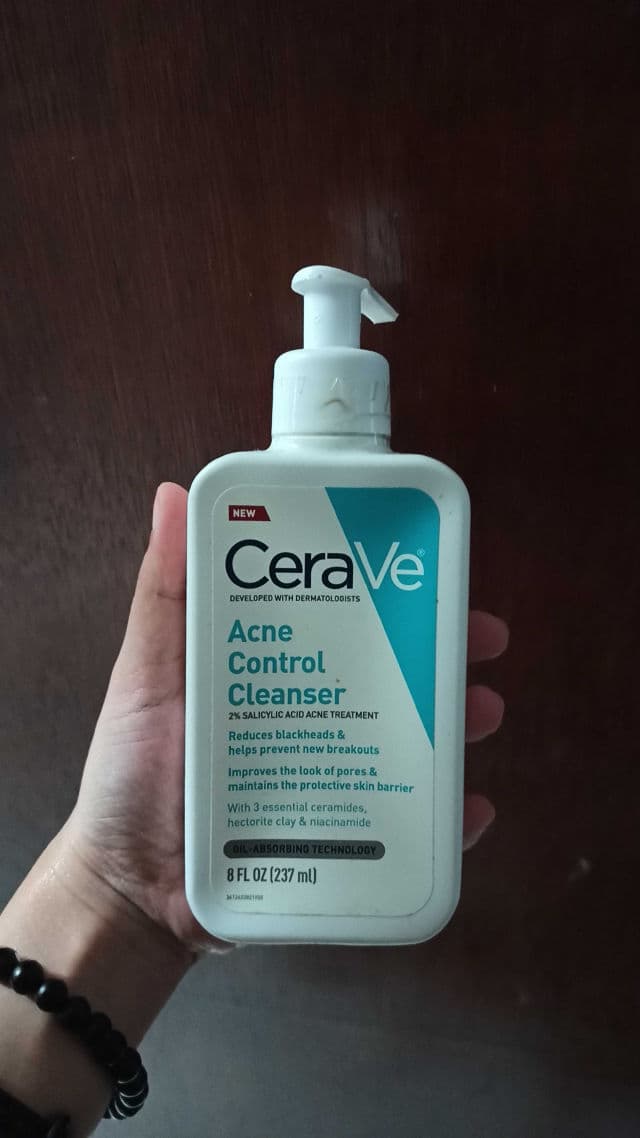 NEW
CeraVe®
DEVELOPED WITH DERMATOLOGISTS
Acne
Control
Cleanser
2% SALICYLIC ACID ACNE TREATMENT
Reduces blackheads &
helps prevent new breakouts
Improves the look of pores &
maintains the protective skin barrier
With 3 essential ceramides,
hectorite clay & niacinamide
OIL-ABSORBING TECHNOLOGY
8 FL OZ (237 ml)